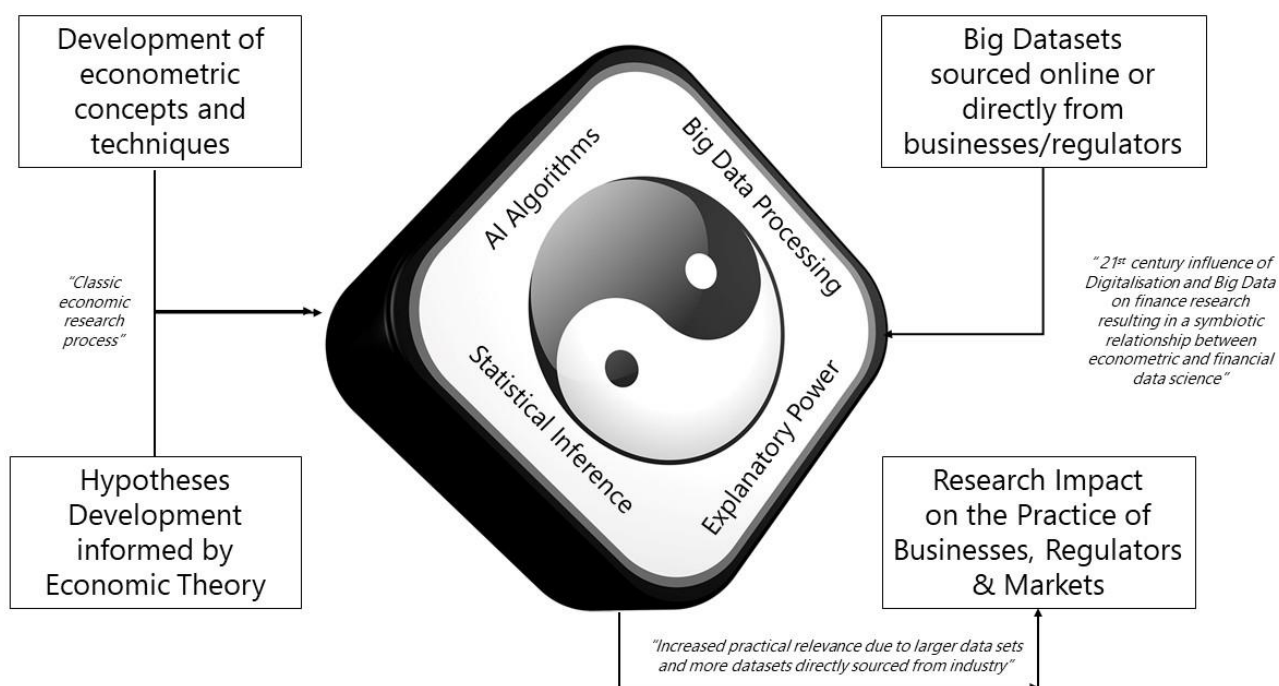 Development of
econometric
concepts and
techniques
Big Datasets
sourced online or
directly from
businesses/regulators
AI Algorithms
Big Data Processing
Statistical Inference
Explanatory Power
“Classic
economic
research
process”
“ 21st century influence of
Digitalisation and Big Data
on finance research
resulting in a symbiotic
relationship between
econometric and financial
data science”
Hypotheses
Development
informed by
Economic Theory
Research Impact
on the Practice of
Businesses, Regulators
& Markets
“Increased practical relevance due to larger data sets
and more datasets directly sourced from industry”